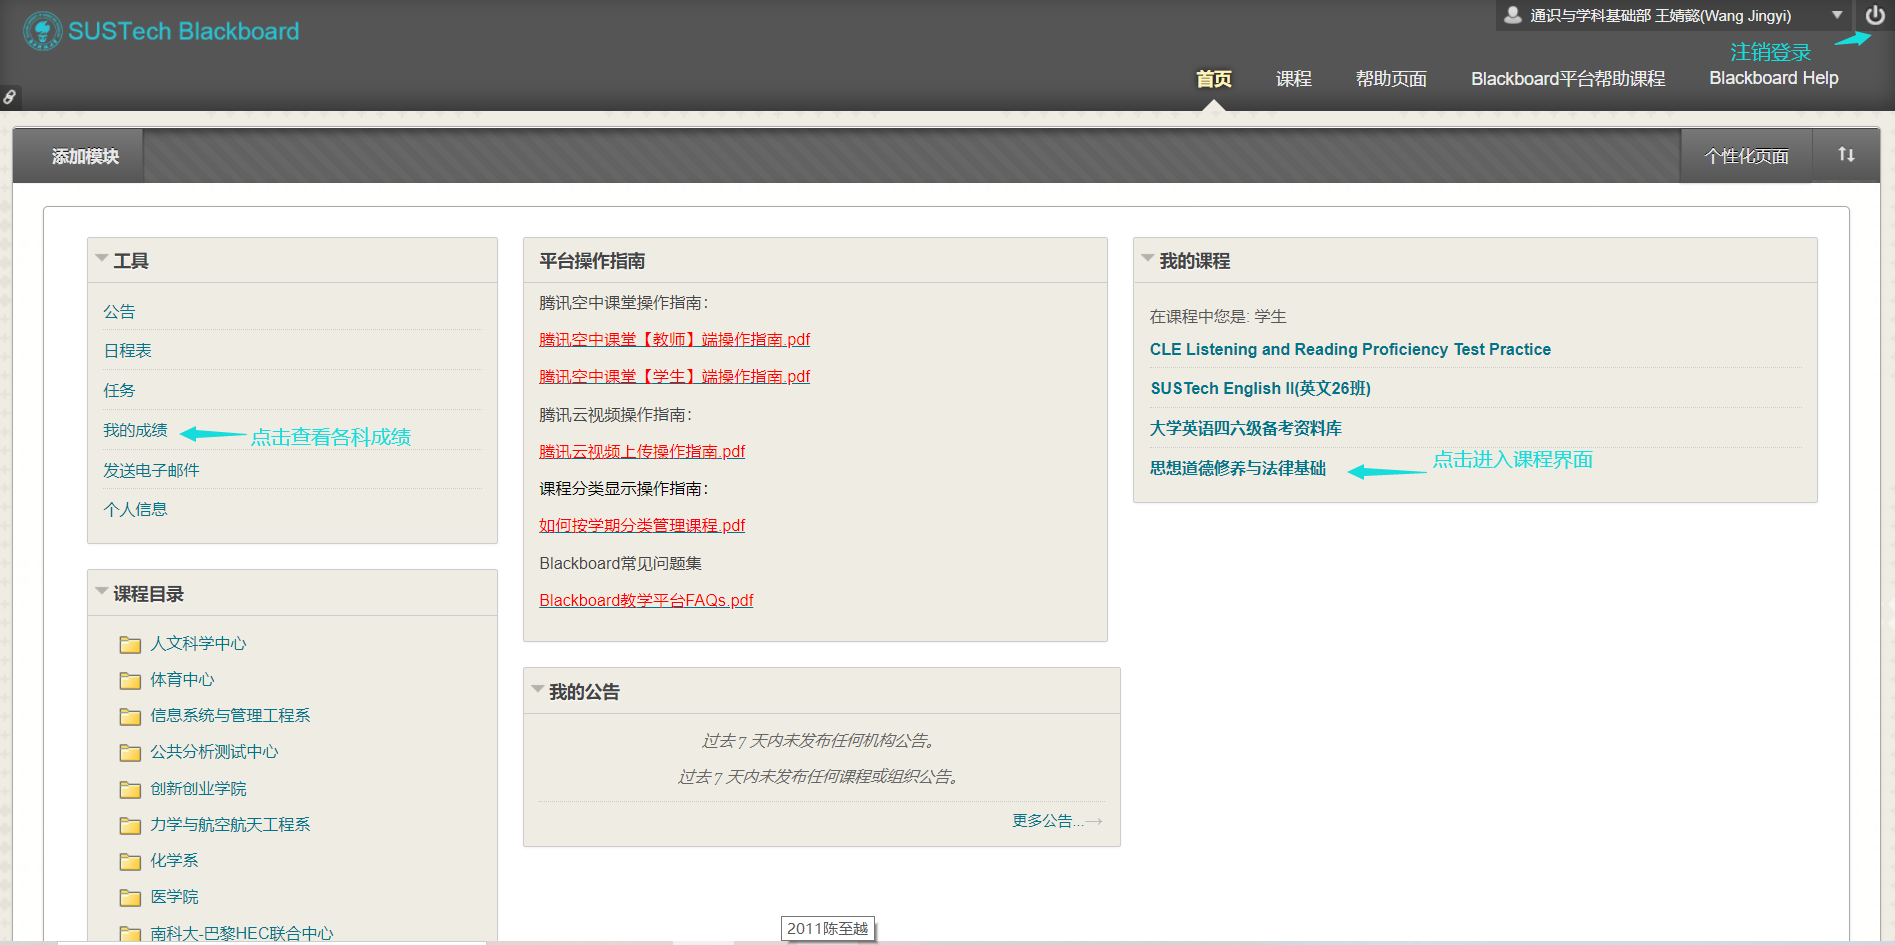 SUSTech Blackboard
通识与学科基础部 王婧懿(Wang Jingyi)
注销登录
首页
课程
帮助页面
Blackboard平台帮助课程
Blackboard Help
添加模块
个性化页面
工具
公告
日程表
任务
我的成绩
点击查看各科成绩
发送电子邮件
个人信息
课程目录
人文科学中心
体育中心
信息系统与管理工程系
公共分析测试中心
创新创业学院
力学与航空航天工程系
化学系
医学院
南科大-巴黎HEC联合中心
平台操作指南
腾讯空中课堂操作指南：
腾讯空中课堂【教师】端操作指南.pdf
腾讯空中课堂【学生】端操作指南.pdf
腾讯云视频操作指南：
腾讯云视频上传操作指南.pdf
课程分类显示操作指南：
如何按学期分类管理课程.pdf
Blackboard常见问题集
Blackboard教学平台FAQs.pdf
我的公告
过去 7 天内未发布任何机构公告。
过去 7 天内未发布任何课程或组织公告。
更多公告...→
我的课程
在课程中您是: 学生
CLE Listening and Reading Proficiency Test Practice
SUSTech English II(英文26班)
大学英语四六级备考资料库
思想道德修养与法律基础
点击进入课程界面
2011陈至越